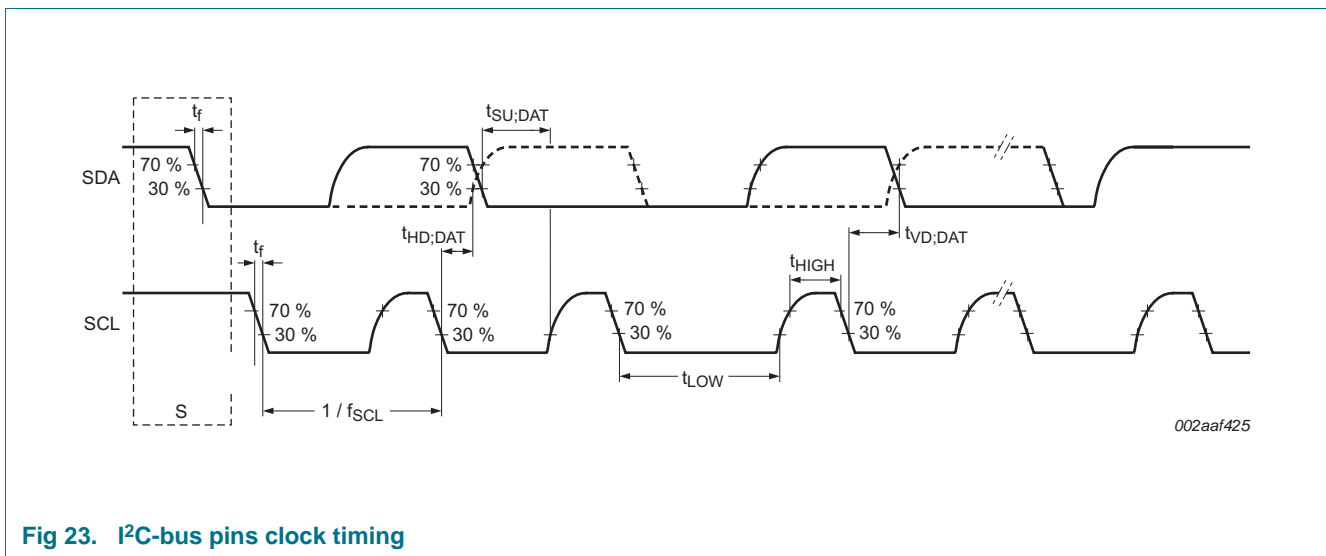 tf
tSU;DAT
70 %
30 %
70 %
30 %
SDA
tHD;DAT
tVD;DAT
tf
tHIGH
70 %
30 %
70 %
30 %
70 %
30 %
70 %
30 %
SCL
tLOW
S
1 / fSCL
002aaf425
Fig 23. I2C-bus pins clock timing